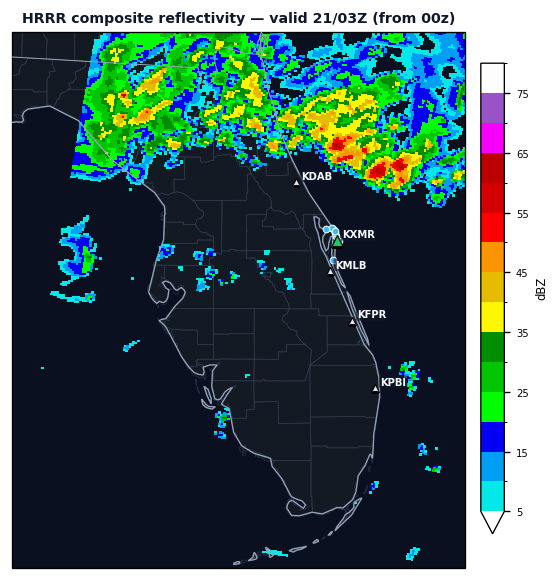 HRRR composite reflectivity — valid 21/03Z (from 00z)
KDAB
KXMR
KMLB
KFPR
KPBI
75
65
55
45
35
25
15
5
dBZ